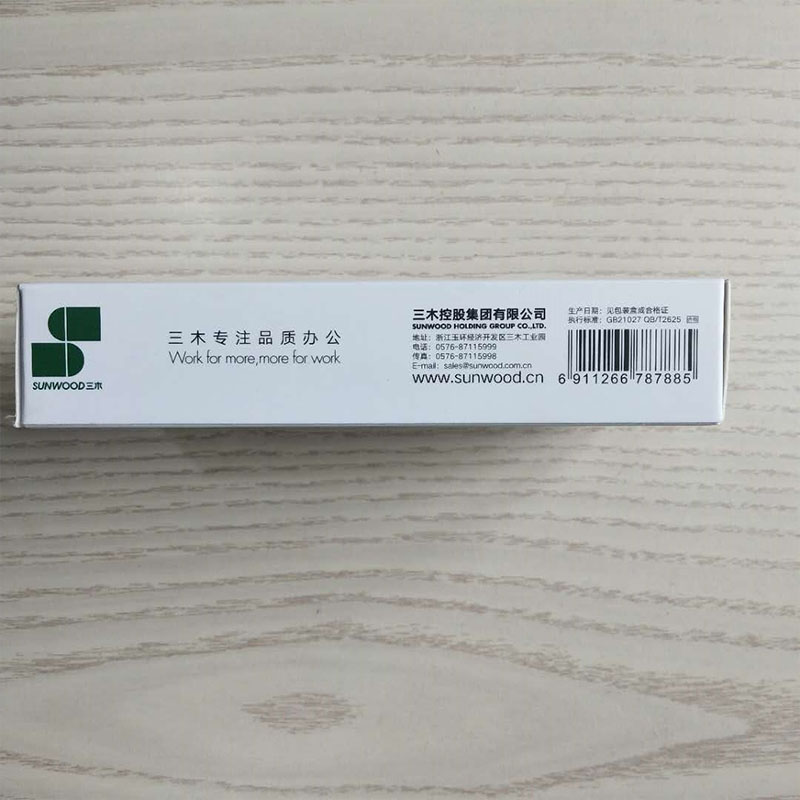 SUNWOOD三木
三木专注品质办公
Work for more,more for work
三木控股集团有限公司
SUNWOOD HOLDING GROUP CO.,LTD.
地址：浙江玉环经济开发区三木工业园
电话：0576-87115999
传真：0576-87115998
E-mail：sales@sunwood.com.cn
www.sunwood.cn
生产日期：见包装盒或合格证
执行标准：GB21027 QB/T2625
6 911266 787885